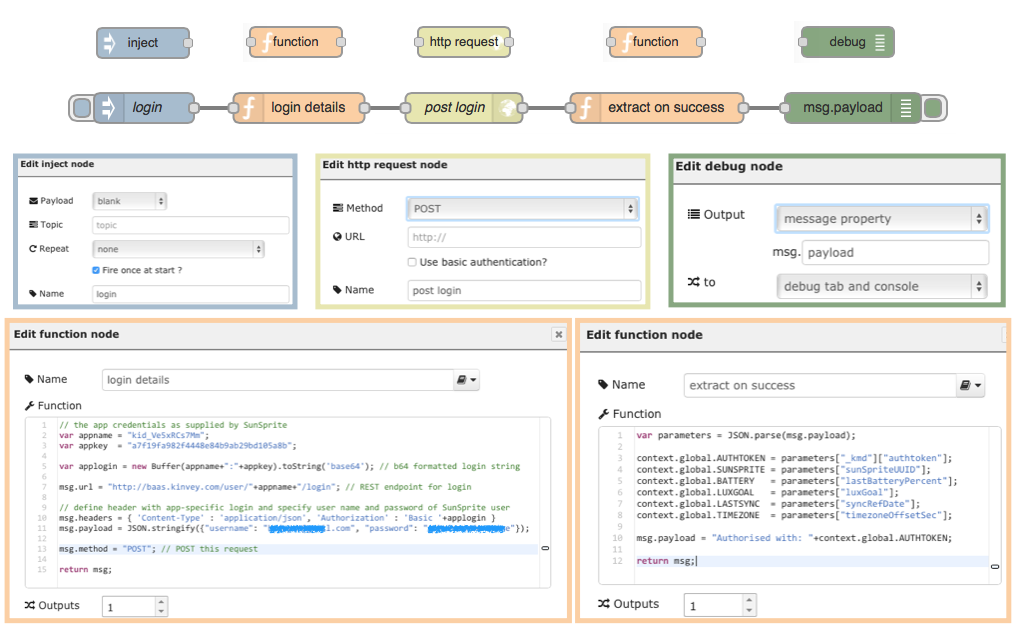 inject
function
http request
function
debug
login
login details
post login
extract on success
msg.payload
Edit inject node
Payload
blank
Topic
topic
Repeat
none
Fire once at start ?
Name
login
Edit http request node
Method
POST
URL
http://
Use basic authentication?
Name
post login
Edit debug node
Output
message property
msg.
payload
to
debug tab and console
Edit function node
Name
login details
Function
1 // the app credentials as supplied by SunSprite
2 var appname = "kid_Ve5xRCs7Mm";
3 var appkey = "a7f19fa982f4448e84b9ab29bd105a8b";
4
5 var applogin = new Buffer(appname+":"+appkey).toString('base64'); // b64 formatted login string
6
7 msg.url = "http://baas.kinvey.com/user/"+appname+"/login"; // REST endpoint for login
8
9 // define header with app-specific login and specify user name and password of SunSprite user
10 msg.headers = { 'Content-Type' : 'application/json', 'Authorization' : 'Basic '+applogin }
11 msg.payload = JSON.stringify({"username": "l.com", "password": "e"});
12
13 msg.method = "POST"; // POST this request
14
15 return msg;
Outputs
1
Edit function node
Name
extract on success
Function
1 var parameters = JSON.parse(msg.payload);
2
3 context.global.AUTHTOKEN = parameters["_kmd"]["authtoken"];
4 context.global.SUNSPRITE = parameters["sunSpriteUUID"];
5 context.global.BATTERY = parameters["lastBatteryPercent"];
6 context.global.LUXGOAL = parameters["luxGoal"];
7 context.global.LASTSYNC = parameters["syncRefDate"];
8 context.global.TIMEZONE = parameters["timezoneOffsetSec"];
9
10 msg.payload = "Authorised with: "+context.global.AUTHTOKEN;
11
12 return msg;
Outputs
1